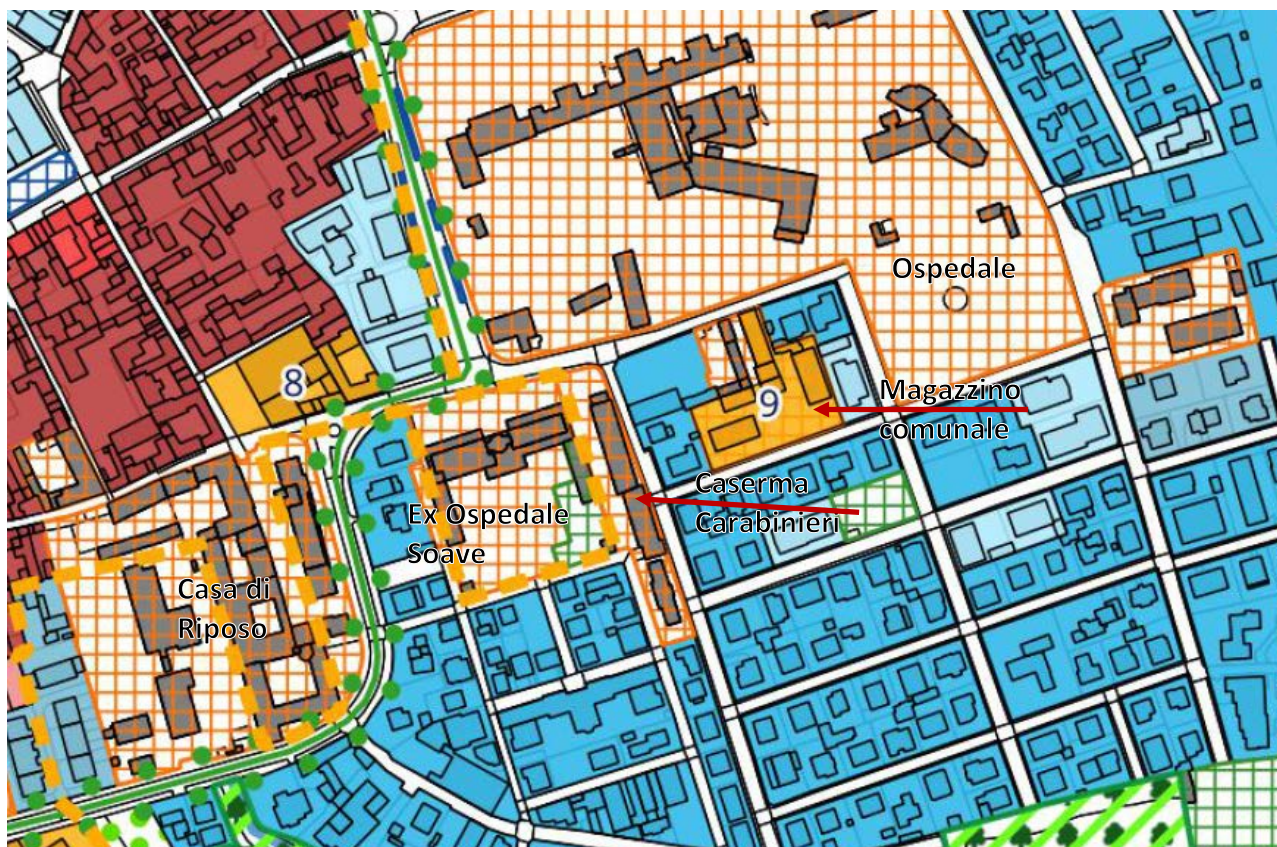 Ospedale
8
9
Magazzino
comunale
Caserma
Carabinieri
Ex Ospedale
Soave
Casa di
Riposo